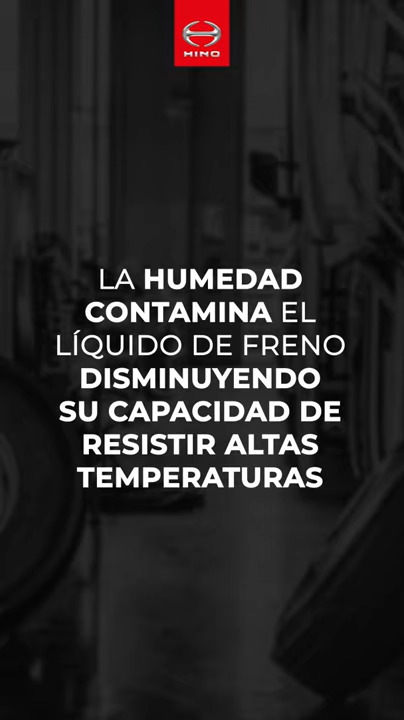 HINO
LA HUMEDAD
CONTAMINA EL
LÍQUIDO DE FRENO
DISMINUYENDO
SU CAPACIDAD DE
RESISTIR ALTAS
TEMPERATURAS